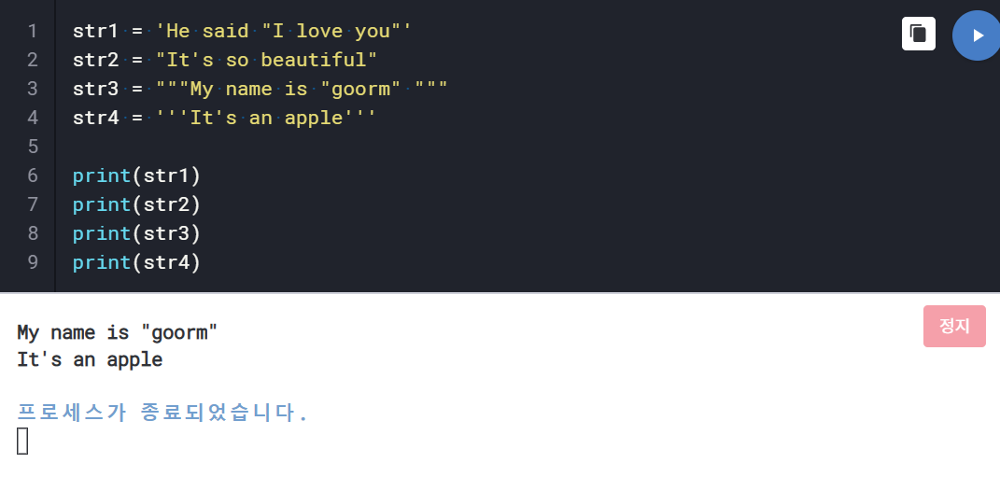 1 str1 = 'He said "I love you"'
2 str2 = "It's so beautiful"
3 str3 = """My name is "goorm" """
4 str4 = '''It's an apple'''
5
6 print(str1)
7 print(str2)
8 print(str3)
9 print(str4)
정지
My name is "goorm"
It's an apple
프로세스가 종료되었습니다.